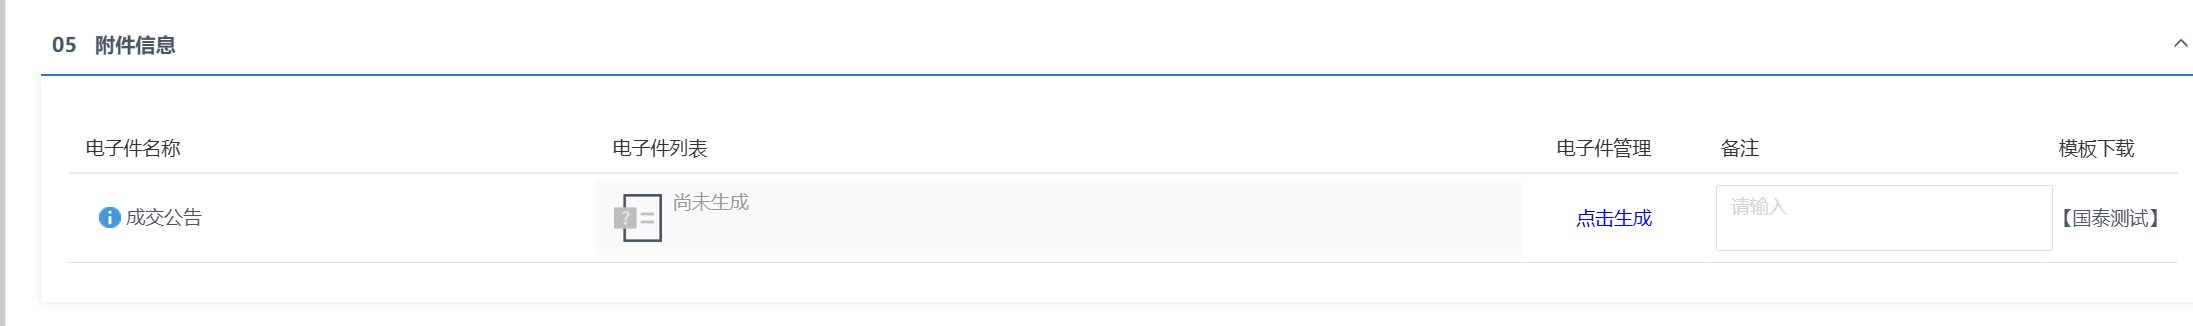 05 附件信息
电子件名称 电子件列表 电子件管理 备注 模板下载
成交公告 尚未生成 点击生成 请输入 【国泰测试】